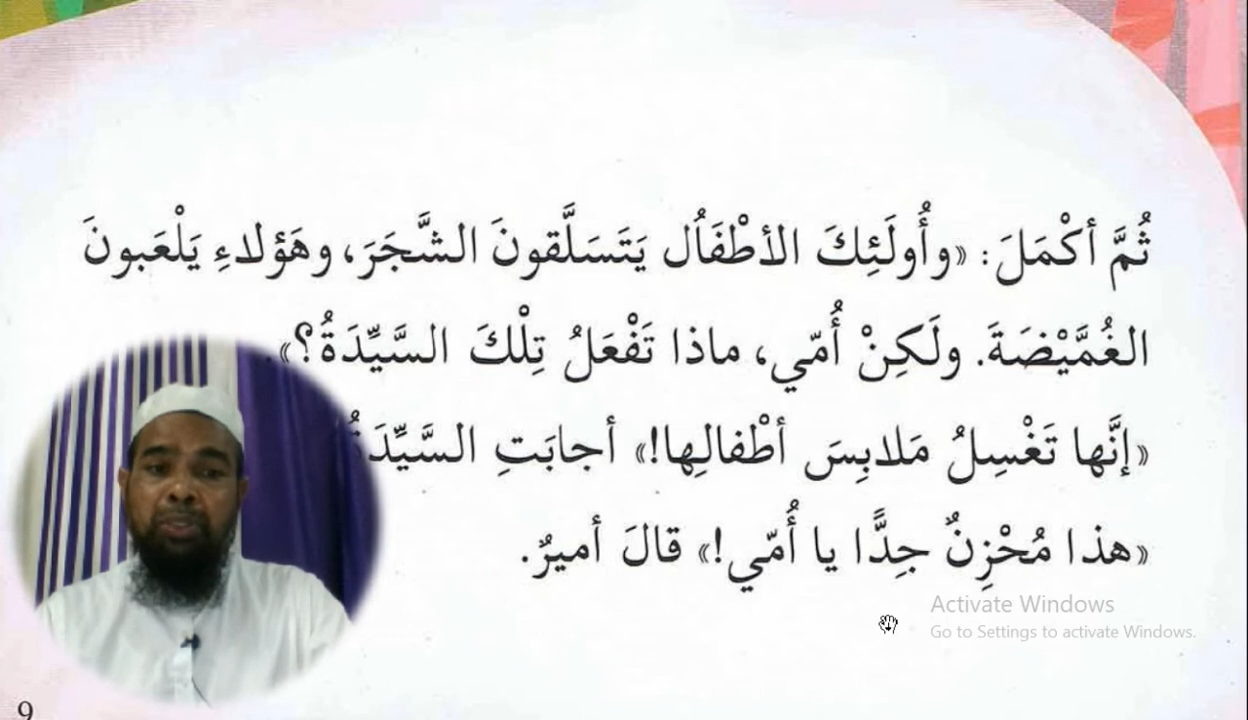 ثُمَّ أكْمَلَ: «وأُولَئِكَ الأطْفَاُل يَتَسَلَّقونَ الشَّجَرَ، وهَؤلاءِ يَلْعَبونَ
الغُمَّيْضَةَ. ولَكِنْ أُمّي، ماذا تَفْعَلُ تِلْكَ السَّيِّدَةُ؟».
«إنَّها تَغْسِلُ مَلابِسَ أطْفالِها!» أجابَتِ السَّيِّدَةُ
«هذا مُحْزِنٌ جِدًّا يا أُمّي!» قالَ أميرٌ.
Activate Windows
Go to Settings to activate Windows.
9